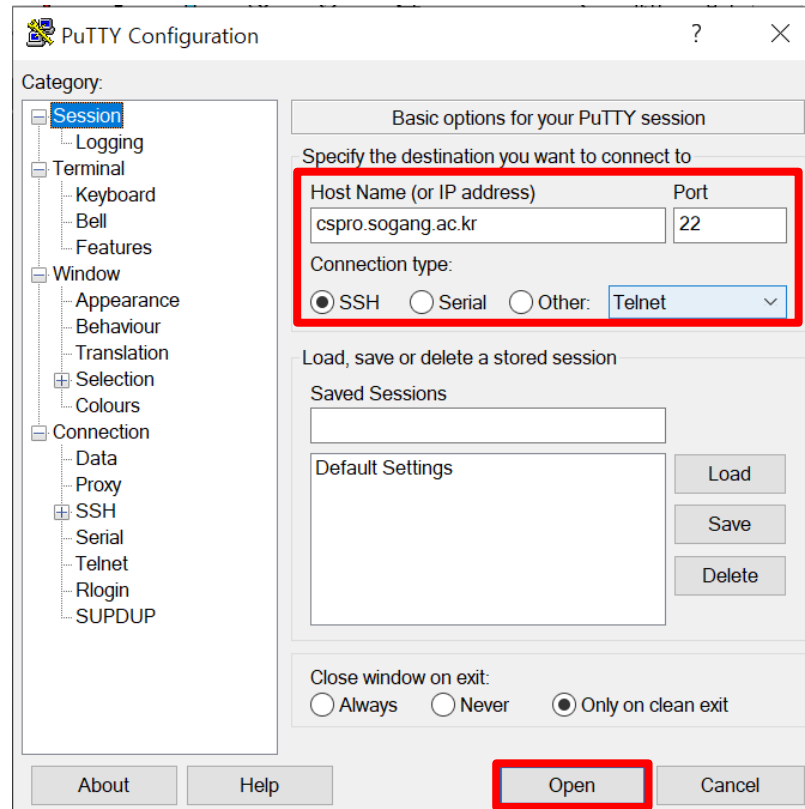 PuTTY Configuration
?
Category:
Session
Logging
Terminal
Keyboard
Bell
Features
Window
Appearance
Behaviour
Translation
Selection
Colours
Connection
Data
Proxy
SSH
Serial
Telnet
Rlogin
SUPDUP
Basic options for your PuTTY session
Specify the destination you want to connect to
Host Name (or IP address) Port
cspro.sogang.ac.kr 22
Connection type:
SSH Serial Other: Telnet
Load, save or delete a stored session
Saved Sessions
Default Settings
Load
Save
Delete
Close window on exit:
Always Never Only on clean exit
About Help Open Cancel